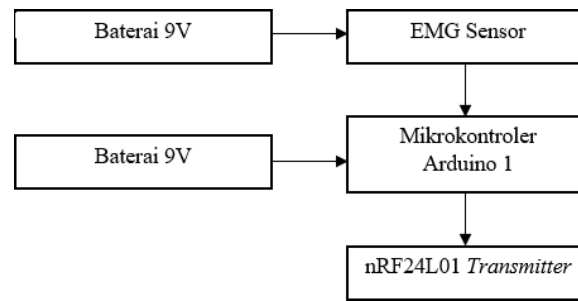 Baterai 9V
EMG Sensor
Baterai 9V
Mikrokontroler
Arduino 1
nRF24L01 Transmitter